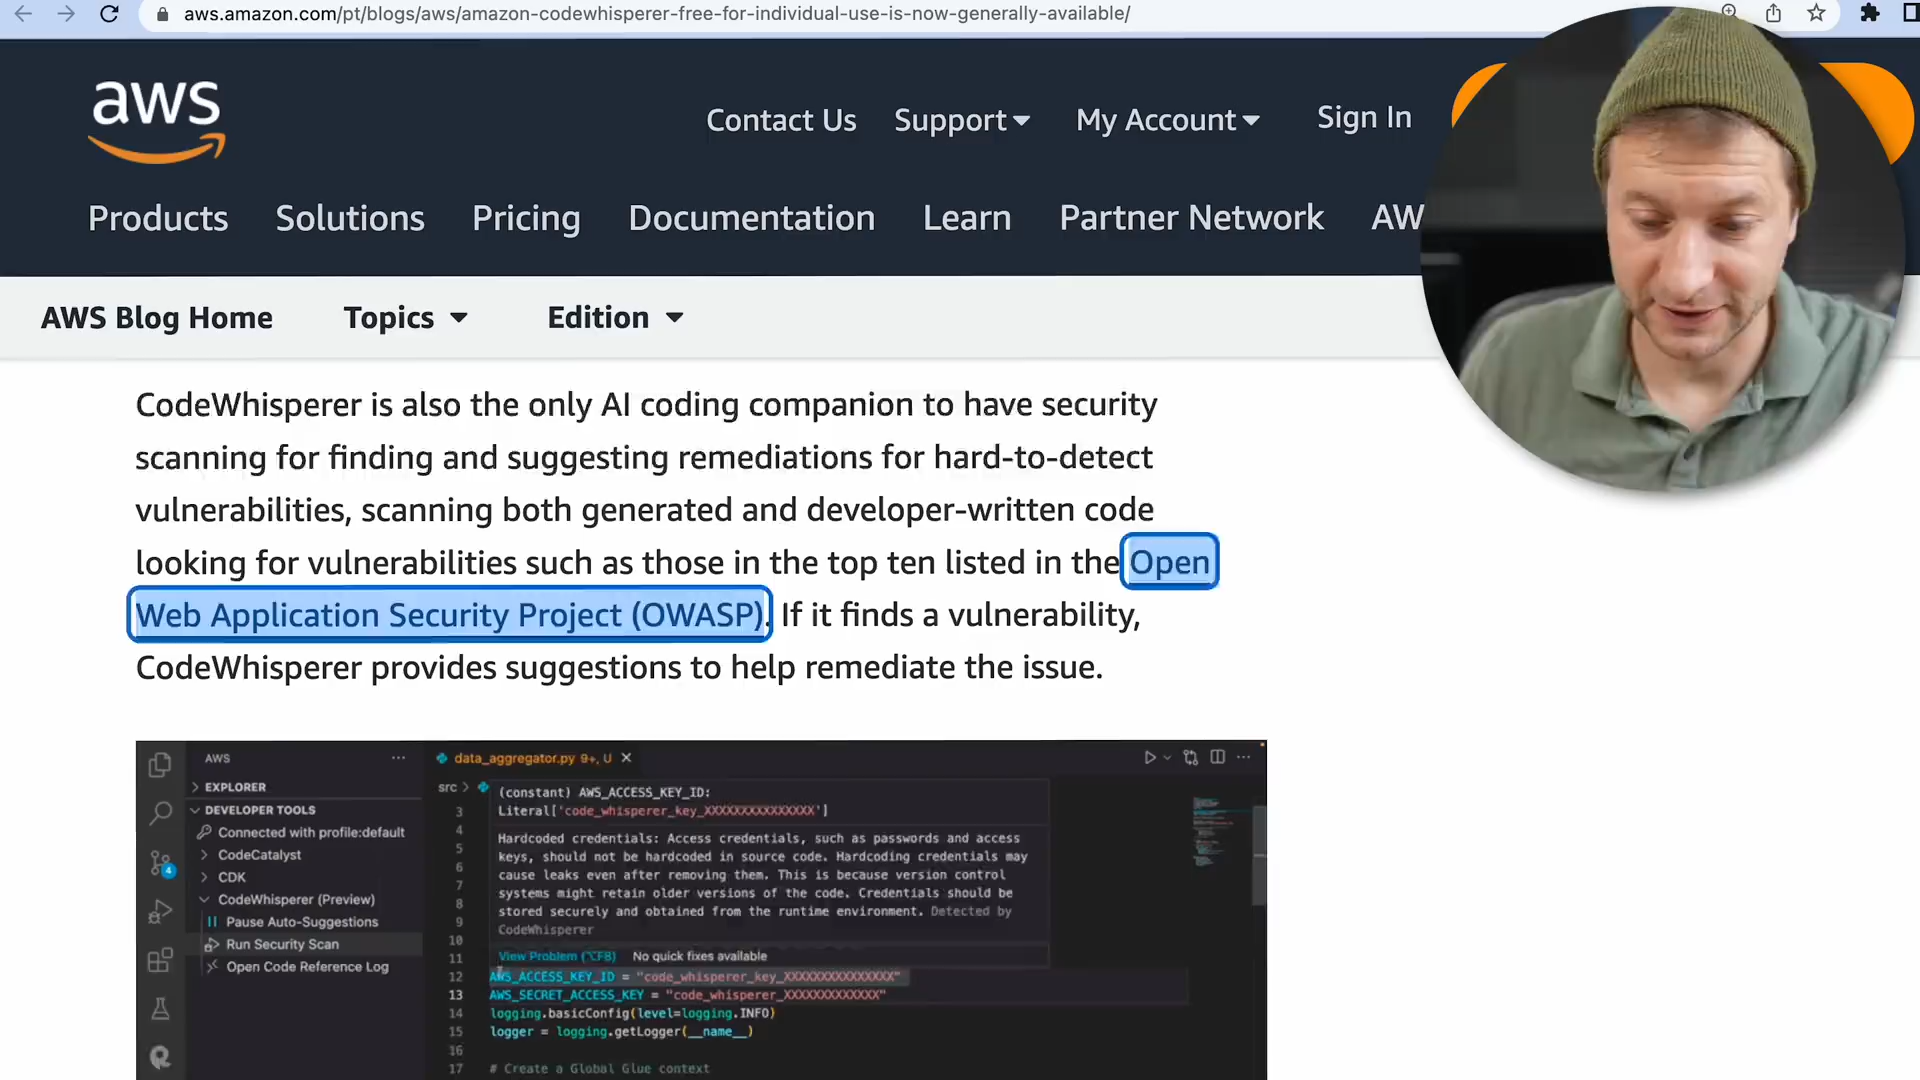 aws.amazon.com/pt/blogs/aws/amazon-codewhisperer-free-for-individual-use-is-now-generally-available/
aws
Contact Us Support My Account Sign In
Products Solutions Pricing Documentation Learn Partner Network AW
AWS Blog Home Topics Edition
CodeWhisperer is also the only AI coding companion to have security
scanning for finding and suggesting remediations for hard-to-detect
vulnerabilities, scanning both generated and developer-written code
looking for vulnerabilities such as those in the top ten listed in the Open
Web Application Security Project (OWASP). If it finds a vulnerability,
CodeWhisperer provides suggestions to help remediate the issue.
AWS
EXPLORER
DEVELOPER TOOLS
Connected with profile:default
CodeCatalyst
4
CDK
CodeWhisperer (Preview)
Pause Auto-Suggestions
Run Security Scan
Open Code Reference Log
data_aggregator.py 9+, U
src
(constant) AWS_ACCESS_KEY_ID:
3 Literal['code_whisperer_key_XXXXXXXXXXXXXXX']
4
5 Hardcoded credentials: Access credentials, such as passwords and access
6 keys, should not be hardcoded in source code. Hardcoding credentials may
7 cause leaks even after removing them. This is because version control
8 systems might retain older versions of the code. Credentials should be
9 stored securely and obtained from the runtime environment. Detected by
10 CodeWhisperer
11 View Problem (⌥F8) No quick fixes available
12 AWS_ACCESS_KEY_ID = "code_whisperer_key_XXXXXXXXXXXXXXX"
13 AWS_SECRET_ACCESS_KEY = "code_whisperer_XXXXXXXXXXXXX"
14 logging.basicConfig(level=logging.INFO)
15 logger = logging.getLogger(__name__)
16
17 # Create a Global Glue context